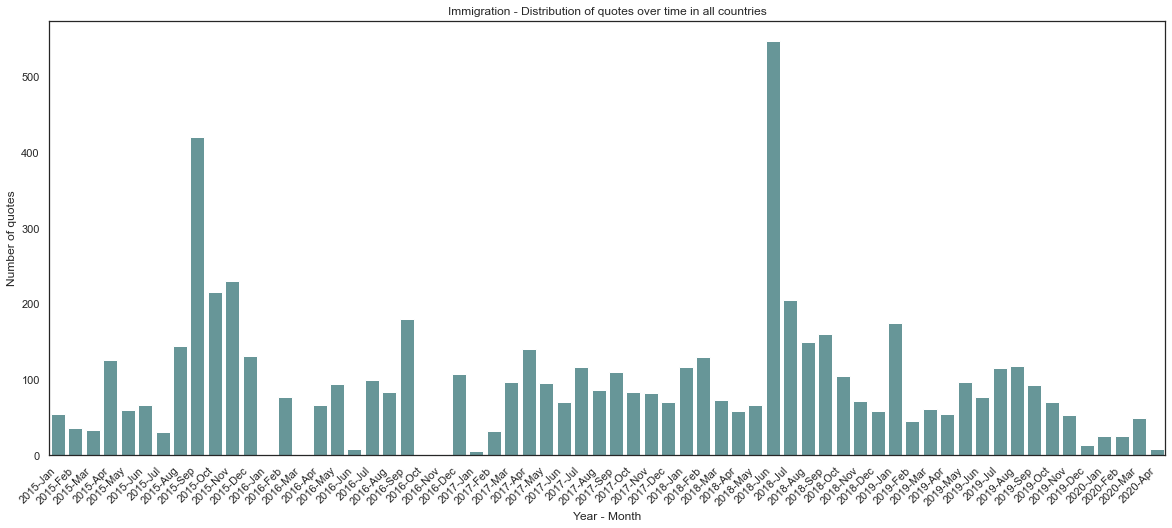 Immigration - Distribution of quotes over time in all countries
Number of quotes
500
400
300
200
100
0
2015-Jan
2015-Feb
2015-Mar
2015-Apr
2015-May
2015-Jun
2015-Jul
2015-Aug
2015-Sep
2015-Oct
2015-Nov
2015-Dec
2016-Jan
2016-Feb
2016-Mar
2016-Apr
2016-May
2016-Jun
2016-Jul
2016-Aug
2016-Sep
2016-Oct
2016-Nov
2016-Dec
2017-Jan
2017-Feb
2017-Mar
2017-Apr
2017-May
2017-Jun
2017-Jul
2017-Aug
2017-Sep
2017-Oct
2017-Nov
2017-Dec
2018-Jan
2018-Feb
2018-Mar
2018-Apr
2018-May
2018-Jun
2018-Jul
2018-Aug
2018-Sep
2018-Oct
2018-Nov
2018-Dec
2019-Jan
2019-Feb
2019-Mar
2019-Apr
2019-May
2019-Jun
2019-Jul
2019-Aug
2019-Sep
2019-Oct
2019-Nov
2019-Dec
2020-Jan
2020-Feb
2020-Mar
2020-Apr
Year - Month